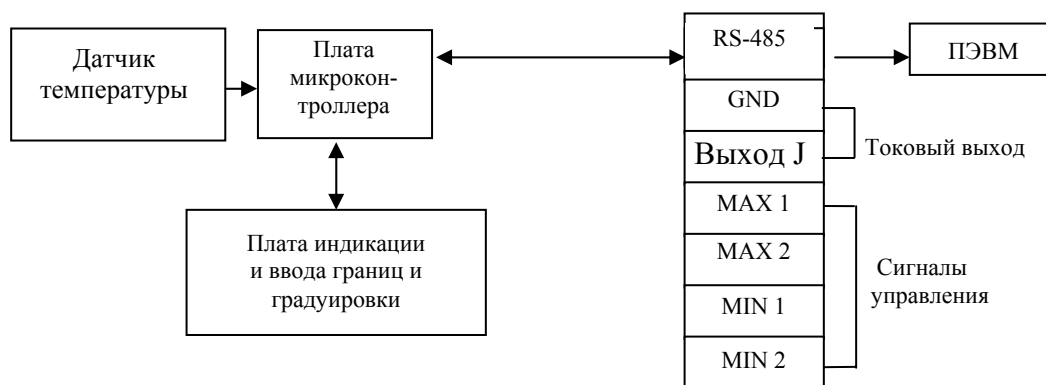 Датчик
температуры
Плата
микрокон-
троллера
Плата индикации
и ввода границ и
градуировки
RS-485
GND
Выход J
MAX 1
MAX 2
MIN 1
MIN 2
ПЭВМ
Токовый выход
Сигналы
управления